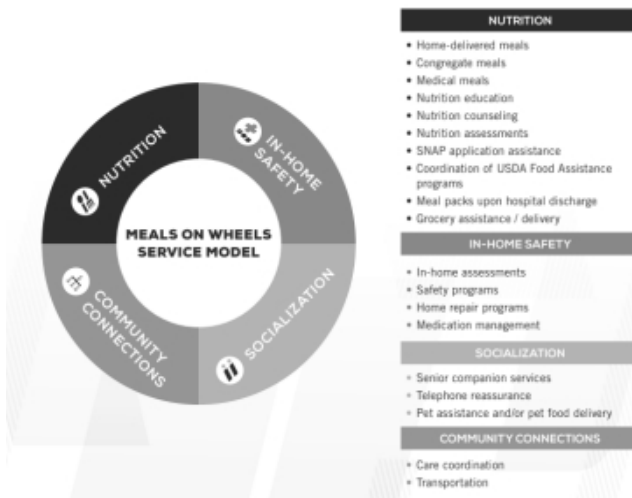 NUTRITION
IN-HOME
SAFETY
MEALS ON WHEELS
SERVICE MODEL
COMMUNITY
CONNECTIONS
SOCIALIZATION
NUTRITION
• Home-delivered meals
• Congregate meals
• Medical meals
• Nutrition education
• Nutrition counseling
• Nutrition assessments
• SNAP application assistance
• Coordination of USDA Food Assistance
programs
• Meal packs upon hospital discharge
• Grocery assistance / delivery
IN-HOME SAFETY
• In-home assessments
• Safety programs
• Home repair programs
• Medication management
SOCIALIZATION
• Senior companion services
• Telephone reassurance
• Pet assistance and/or pet food delivery
COMMUNITY CONNECTIONS
• Care coordination
• Transportation